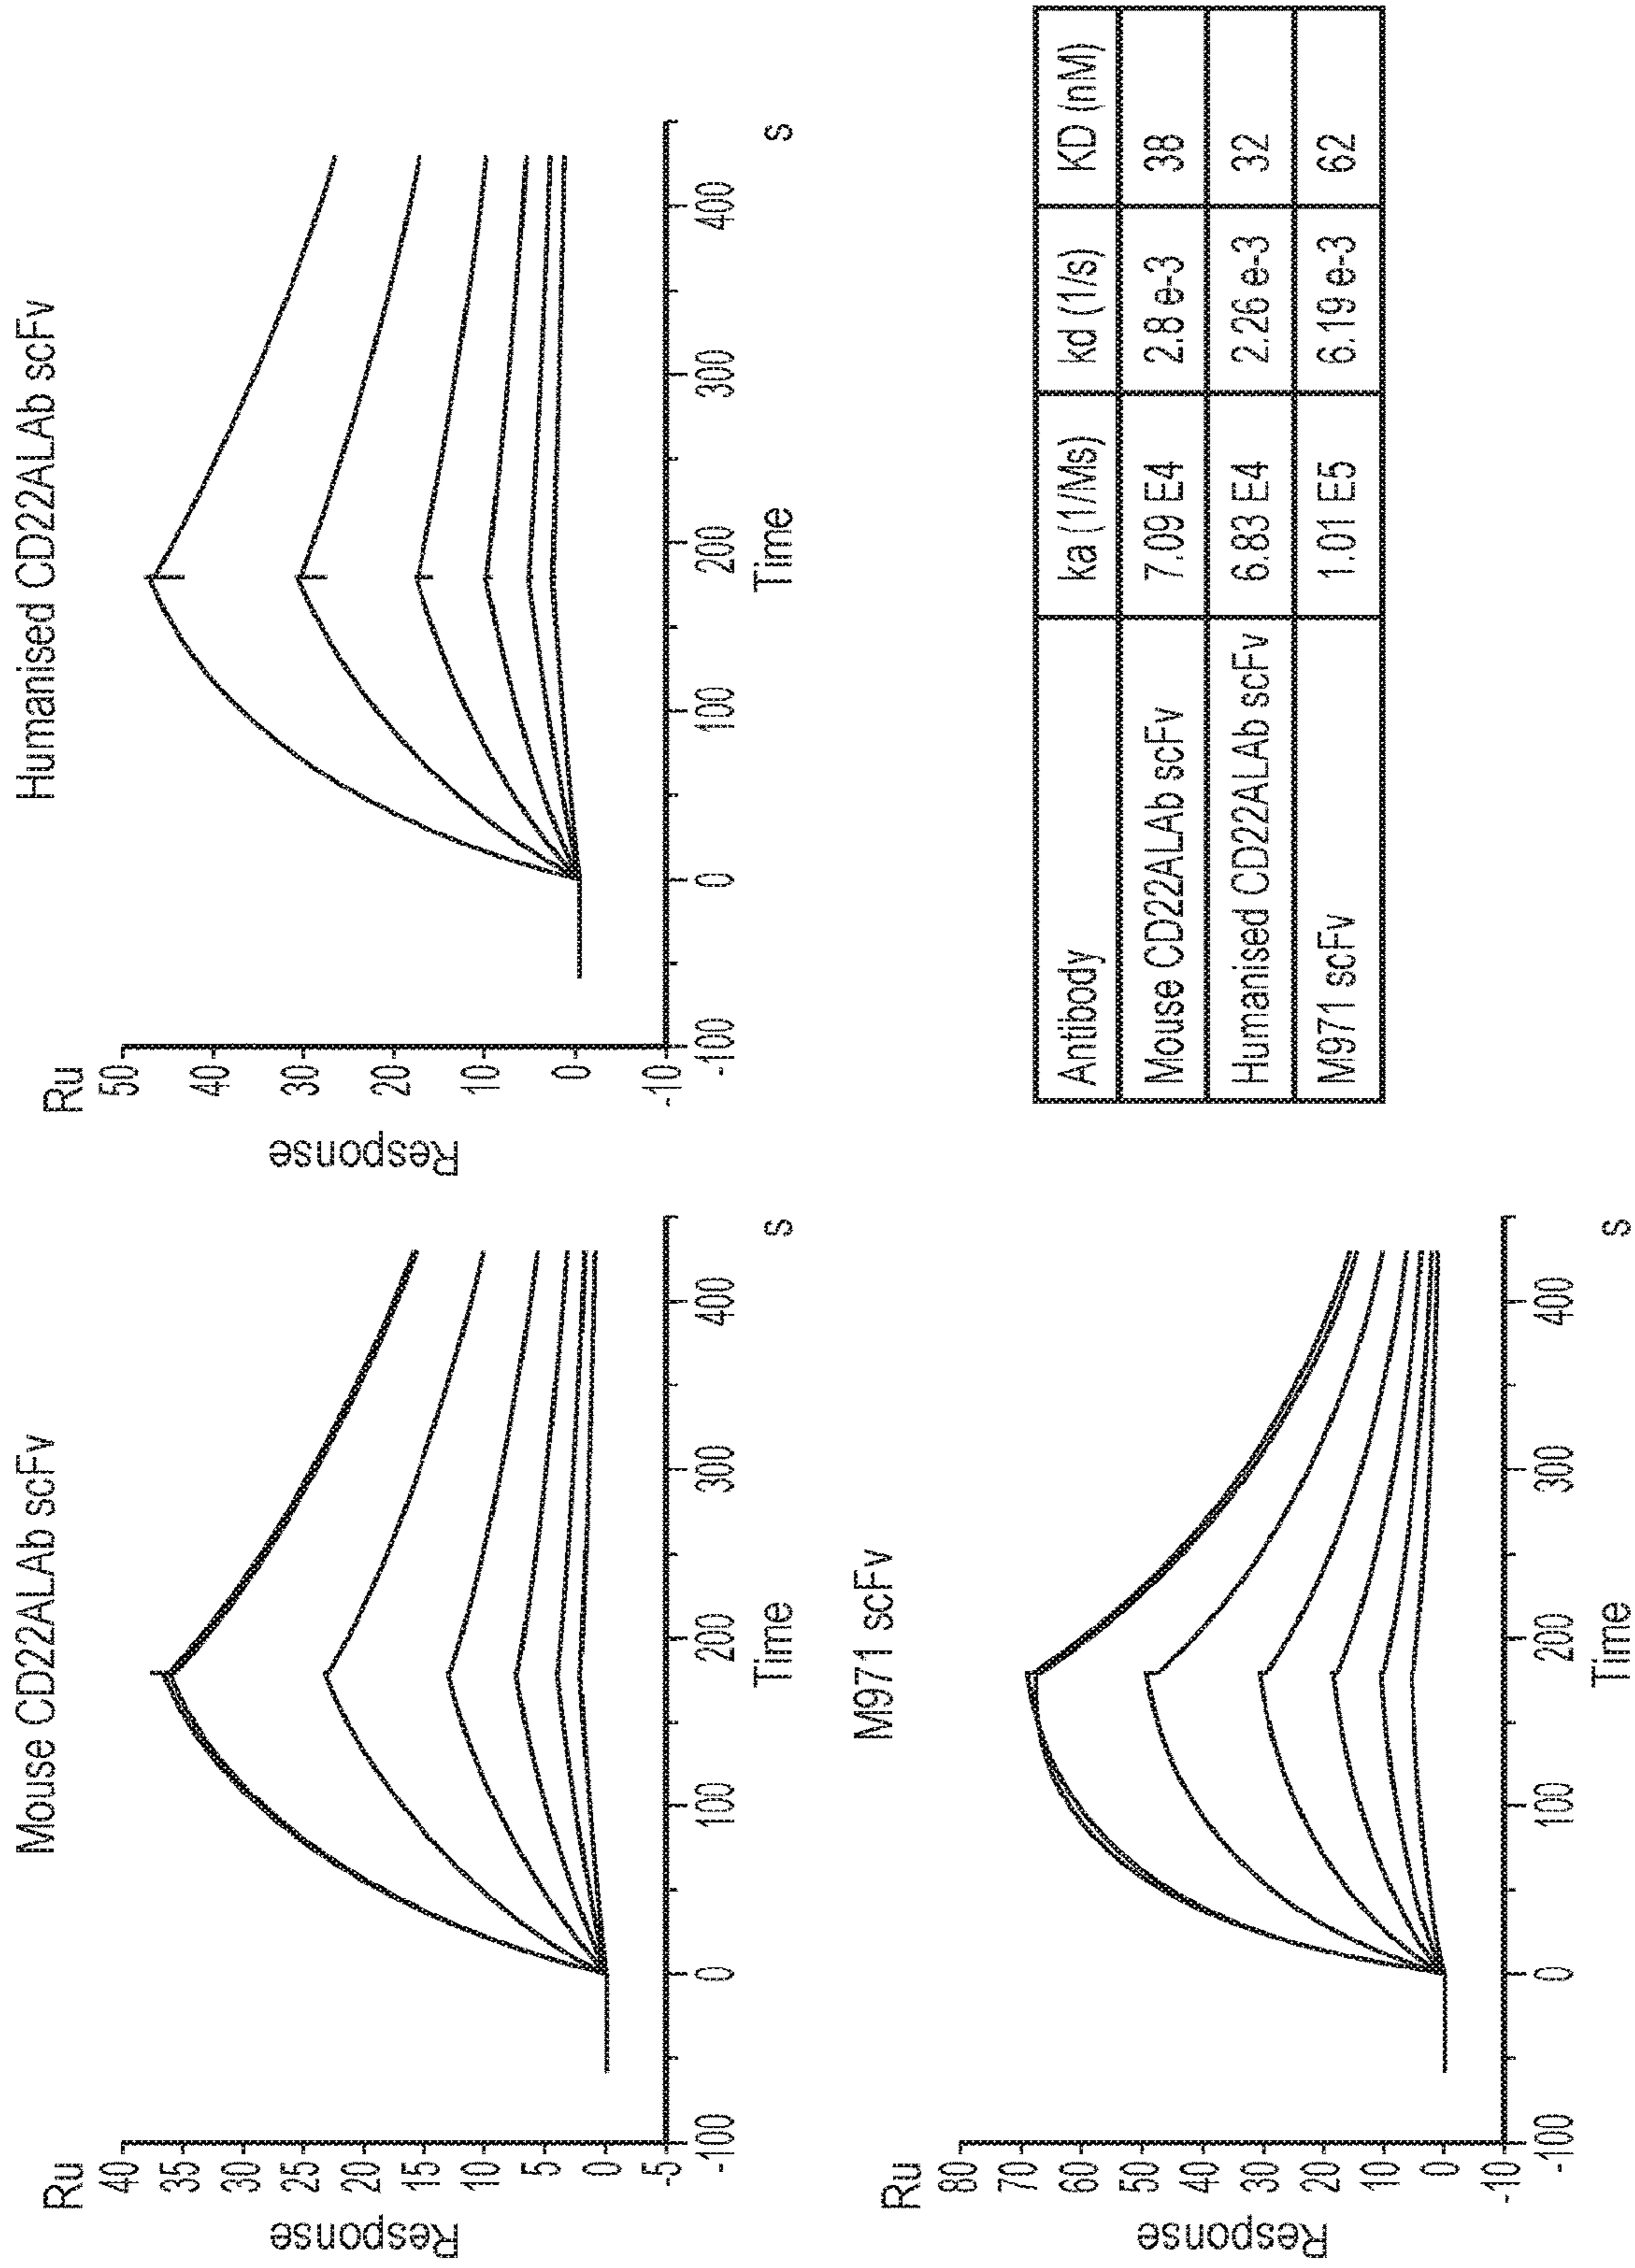 Mouse CD22ALAb scFv
Ru
40
35
30
25
20
15
10
5
0
-5
Response
-100
0
100
200
300
400
Time
s
Humanised CD22ALAb scFv
Ru
50
40
30
20
10
0
-10
Response
-100
0
100
200
300
400
Time
s
M971 scFv
Ru
80
70
60
50
40
30
20
10
0
-10
Response
-100
0
100
200
300
400
Time
s
Antibody ka (1/Ms) kd (1/s) KD (nM)
Mouse CD22ALAb scFv 7.09 E4 2.8 e-3 38
Humanised CD22ALAb scFv 6.83 E4 2.26 e-3 32
M971 scFv 1.01 E5 6.19 e-3 62